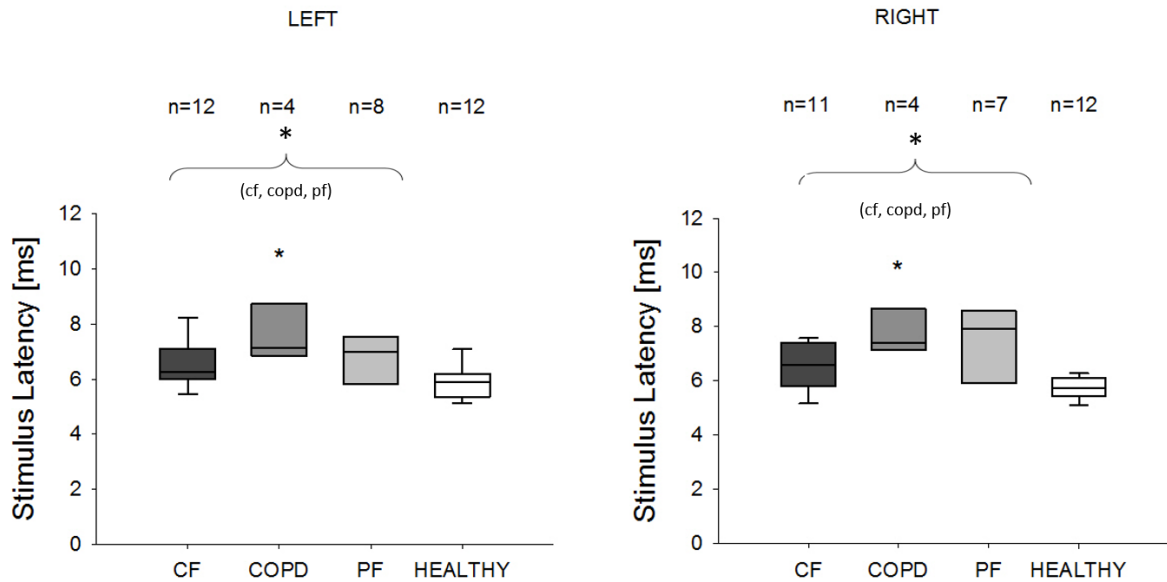 LEFT
n=12 n=4 n=8 n=12
*
(cf, copd, pf)
Stimulus Latency [ms]
12
10
8
6
4
2
0
*
CF COPD PF HEALTHY
RIGHT
n=11 n=4 n=7 n=12
*
(cf, copd, pf)
Stimulus Latency [ms]
12
10
8
6
4
2
0
*
CF COPD PF HEALTHY